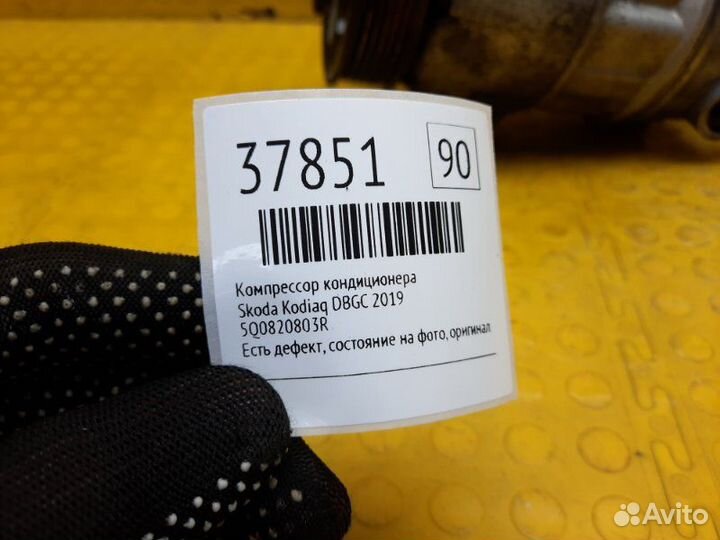 37851
90
Компрессор кондиционера
Skoda Kodiaq DBGC 2019
5Q0820803R
Есть дефект, состояние на фото, оригинал
Avito